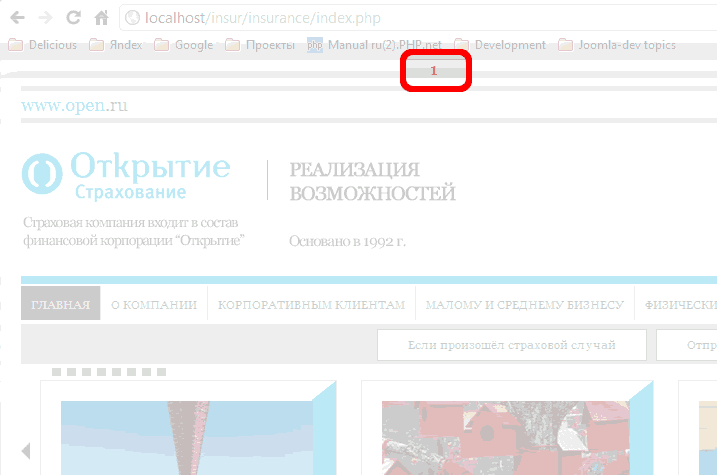 localhost/insur/insurance/index.php
Delicious Яndex Google Проекты php Manual ru(2).PHP.net Development Joomla-dev topics
1
www.open.ru
Открытие
Страхование
РЕАЛИЗАЦИЯ
ВОЗМОЖНОСТЕЙ
Страховая компания входит в состав
финансовой корпорации “Открытие”
Основано в 1992 г.
ГЛАВНАЯ О КОМПАНИИ КОРПОРАТИВНЫМ КЛИЕНТАМ МАЛОМУ И СРЕДНЕМУ БИЗНЕСУ ФИЗИЧЕСКИ
Если произошёл страховой случай Отпр